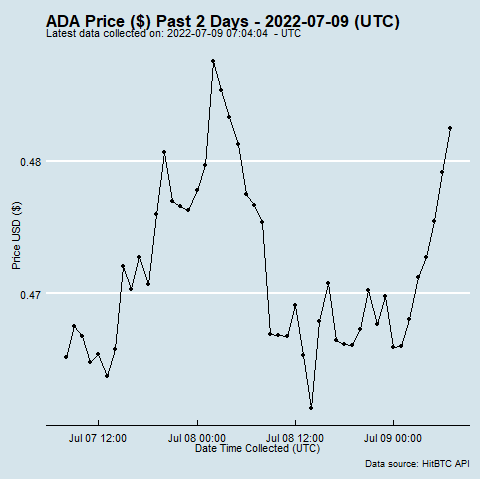 ADA Price ($) Past 2 Days - 2022-07-09 (UTC)
Latest data collected on: 2022-07-09 07:04:04 - UTC
Price USD ($)
0.48
0.47
Jul 07 12:00 Jul 08 00:00 Jul 08 12:00 Jul 09 00:00
Date Time Collected (UTC)
Data source: HitBTC API